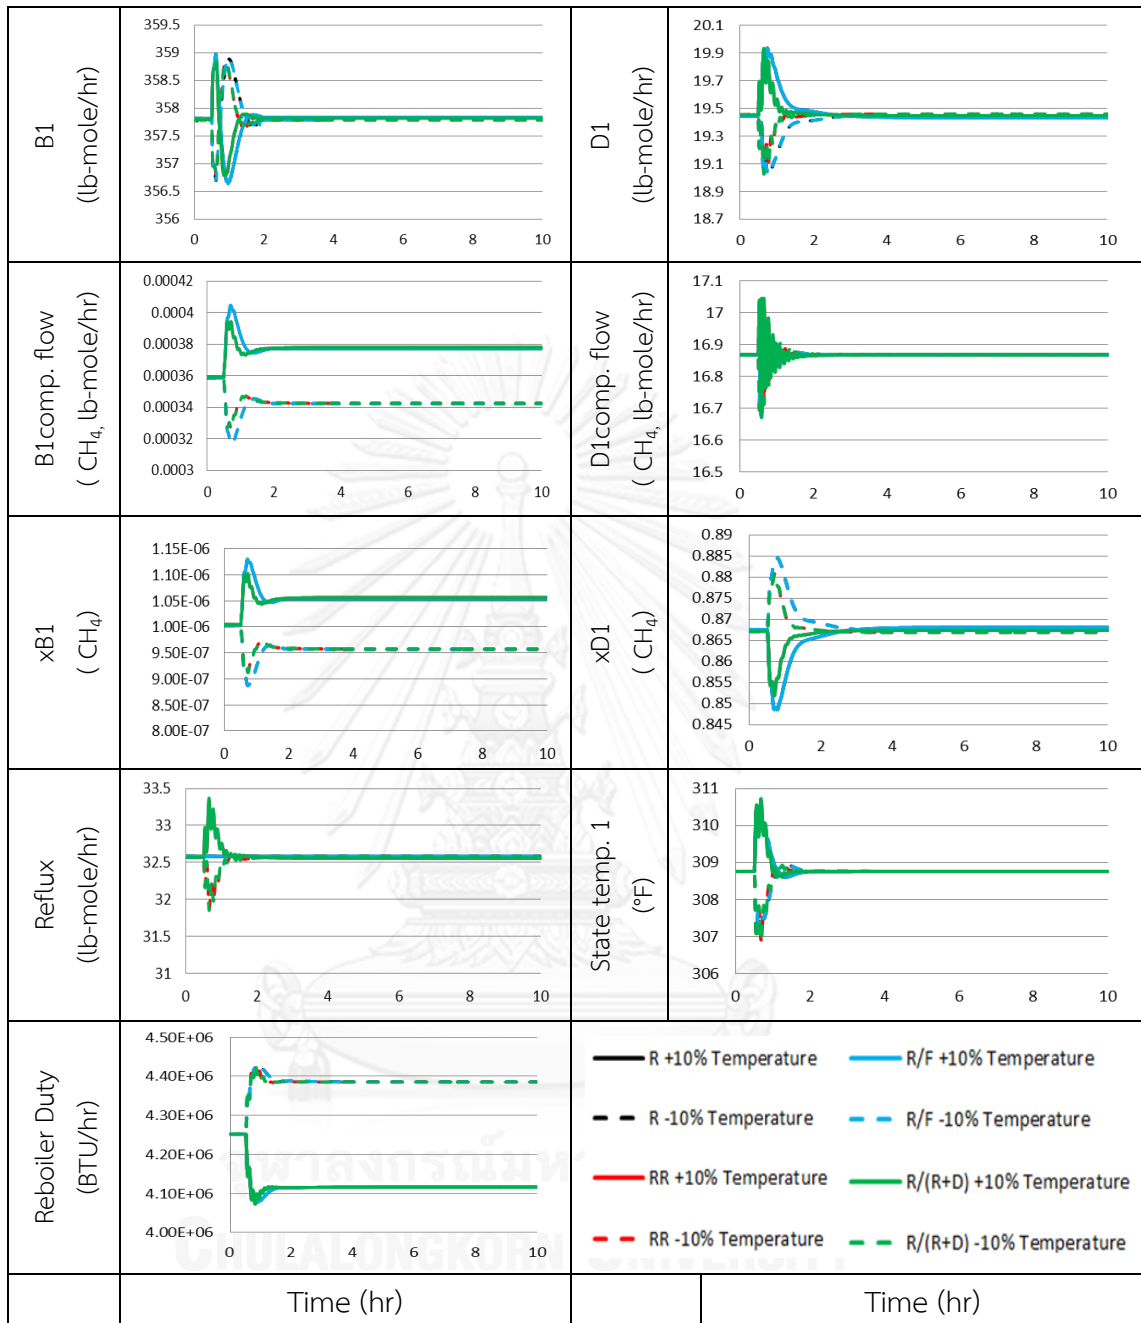 B1
(lb-mole/hr)
359.5
359
358.5
358
357.5
357
356.5
356
0 2 4 6 8 10
D1
(lb-mole/hr)
20.1
19.9
19.7
19.5
19.3
19.1
18.9
18.7
0 2 4 6 8 10
B1comp. flow
( CH₄, lb-mole/hr)
0.00042
0.0004
0.00038
0.00036
0.00034
0.00032
0.0003
0 2 4 6 8 10
D1comp. flow
( CH₄, lb-mole/hr)
17.1
17
16.9
16.8
16.7
16.6
16.5
0 2 4 6 8 10
xB1
( CH₄)
1.15E-06
1.10E-06
1.05E-06
1.00E-06
9.50E-07
9.00E-07
8.50E-07
8.00E-07
0 2 4 6 8 10
xD1
( CH₄)
0.89
0.885
0.88
0.875
0.87
0.865
0.86
0.855
0.85
0.845
0 2 4 6 8 10
Reflux
(lb-mole/hr)
33.5
33
32.5
32
31.5
31
0 2 4 6 8 10
State temp. 1
(°F)
311
310
309
308
307
306
0 2 4 6 8 10
Reboiler Duty
(BTU/hr)
4.50E+06
4.40E+06
4.30E+06
4.20E+06
4.10E+06
4.00E+06
0 2 4 6 8 10
R +10% Temperature
R/F +10% Temperature
R -10% Temperature
R/F -10% Temperature
RR +10% Temperature
R/(R+D) +10% Temperature
RR -10% Temperature
R/(R+D) -10% Temperature
จุฬาลงกรณ์มห
CHULALONGKORN UNIVERSITY
Time (hr)
Time (hr)